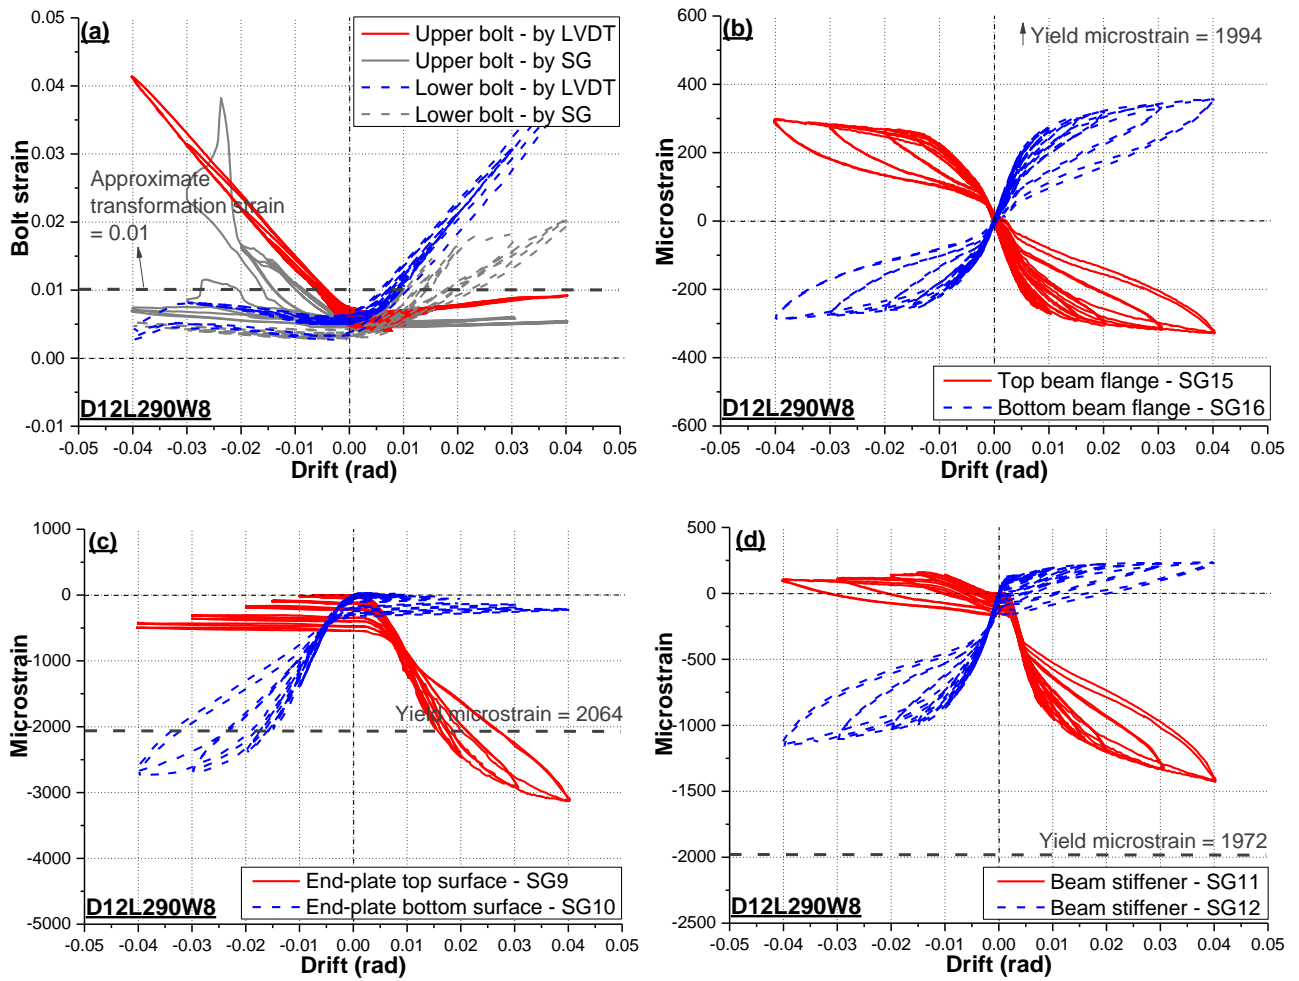 (a)
0.05
0.04
0.03
0.02
0.01
0.00
-0.01
Bolt strain
Upper bolt - by LVDT
Upper bolt - by SG
Lower bolt - by LVDT
Lower bolt - by SG
Approximate
transformation strain
= 0.01
D12L290W8
-0.05 -0.04 -0.03 -0.02 -0.01 0.00 0.01 0.02 0.03 0.04 0.05
Drift (rad)
(b)
600
400
200
0
-200
-400
-600
Microstrain
Yield microstrain = 1994
Top beam flange - SG15
Bottom beam flange - SG16
D12L290W8
-0.05 -0.04 -0.03 -0.02 -0.01 0.00 0.01 0.02 0.03 0.04 0.05
Drift (rad)
(c)
1000
0
-1000
-2000
-3000
-4000
-5000
Microstrain
Yield microstrain = 2064
End-plate top surface - SG9
End-plate bottom surface - SG10
D12L290W8
-0.05 -0.04 -0.03 -0.02 -0.01 0.00 0.01 0.02 0.03 0.04 0.05
Drift (rad)
(d)
500
0
-500
-1000
-1500
-2000
-2500
Microstrain
Yield microstrain = 1972
Beam stiffener - SG11
Beam stiffener - SG12
D12L290W8
-0.05 -0.04 -0.03 -0.02 -0.01 0.00 0.01 0.02 0.03 0.04 0.05
Drift (rad)